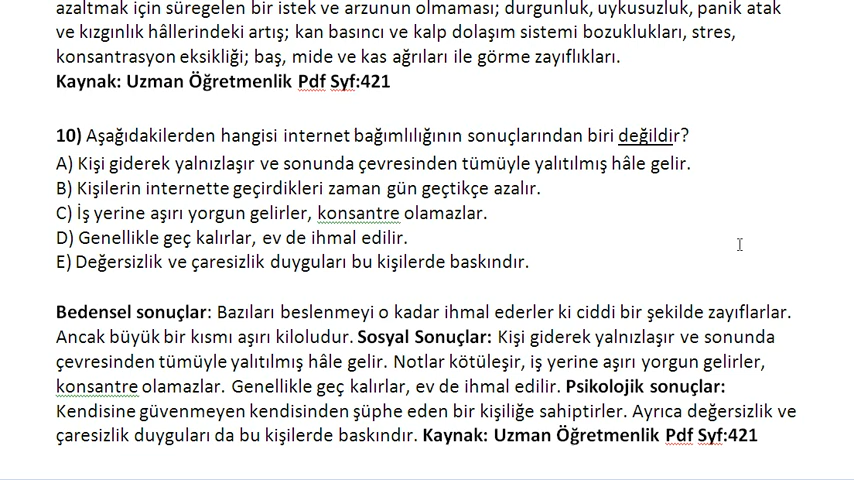 azaltmak için süregelen bir istek ve arzunun olmaması; durgunluk, uykusuzluk, panik atak
ve kızgınlık hâllerindeki artış; kan basıncı ve kalp dolaşım sistemi bozuklukları, stres,
konsantrasyon eksikliği; baş, mide ve kas ağrıları ile görme zayıflıkları.
Kaynak: Uzman Öğretmenlik Pdf Syf:421
10) Aşağıdakilerden hangisi internet bağımlılığının sonuçlarından biri değildir?
A) Kişi giderek yalnızlaşır ve sonunda çevresinden tümüyle yalıtılmış hâle gelir.
B) Kişilerin internette geçirdikleri zaman gün geçtikçe azalır.
C) İş yerine aşırı yorgun gelirler, konsantre olamazlar.
D) Genellikle geç kalırlar, ev de ihmal edilir.
E) Değersizlik ve çaresizlik duyguları bu kişilerde baskındır.
Bedensel sonuçlar: Bazıları beslenmeyi o kadar ihmal ederler ki ciddi bir şekilde zayıflarlar.
Ancak büyük bir kısmı aşırı kiloludur. Sosyal Sonuçlar: Kişi giderek yalnızlaşır ve sonunda
çevresinden tümüyle yalıtılmış hâle gelir. Notlar kötüleşir, iş yerine aşırı yorgun gelirler,
konsantre olamazlar. Genellikle geç kalırlar, ev de ihmal edilir. Psikolojik sonuçlar:
Kendisine güvenmeyen kendisinden şüphe eden bir kişiliğe sahiptirler. Ayrıca değersizlik ve
çaresizlik duyguları da bu kişilerde baskındır. Kaynak: Uzman Öğretmenlik Pdf Syf:421